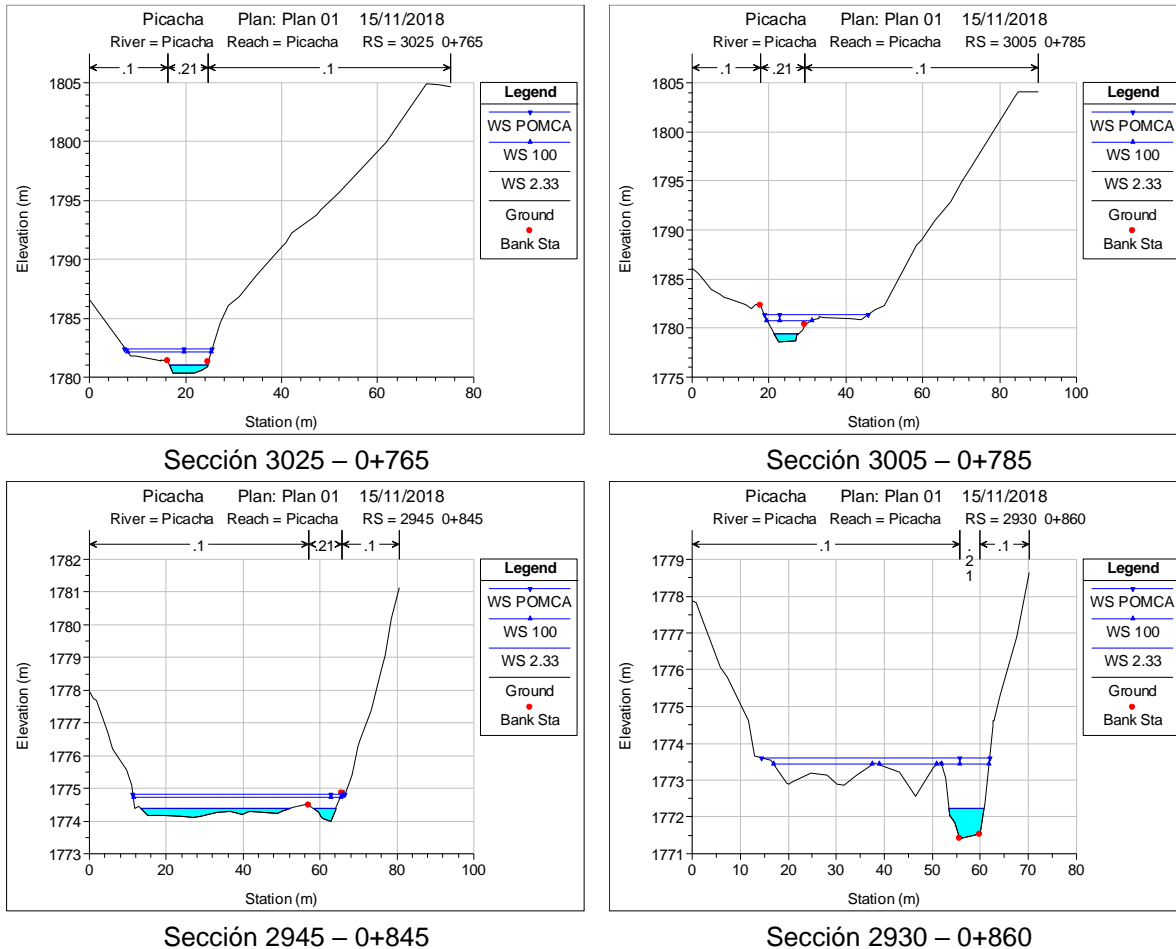 Picacha Plan: Plan 01 15/11/2018
River = Picacha Reach = Picacha RS = 3025 0+765
.1 .21 .1
Legend
WS POMCA
WS 100
WS 2.33
Ground
Bank Sta
Elevation (m)
1805
1800
1795
1790
1785
1780
0 20 40 60 80
Station (m)
Sección 3025 – 0+765
Picacha Plan: Plan 01 15/11/2018
River = Picacha Reach = Picacha RS = 3005 0+785
.1 .21 .1
Legend
WS POMCA
WS 100
WS 2.33
Ground
Bank Sta
Elevation (m)
1805
1800
1795
1790
1785
1780
1775
0 20 40 60 80 100
Station (m)
Sección 3005 – 0+785
Picacha Plan: Plan 01 15/11/2018
River = Picacha Reach = Picacha RS = 2945 0+845
.1 .21 .1
Legend
WS POMCA
WS 100
WS 2.33
Ground
Bank Sta
Elevation (m)
1782
1781
1780
1779
1778
1777
1776
1775
1774
1773
0 20 40 60 80 100
Station (m)
Sección 2945 – 0+845
Picacha Plan: Plan 01 15/11/2018
River = Picacha Reach = Picacha RS = 2930 0+860
.1 .21 .1
Legend
WS POMCA
WS 100
WS 2.33
Ground
Bank Sta
Elevation (m)
1779
1778
1777
1776
1775
1774
1773
1772
1771
0 10 20 30 40 50 60 70 80
Station (m)
Sección 2930 – 0+860